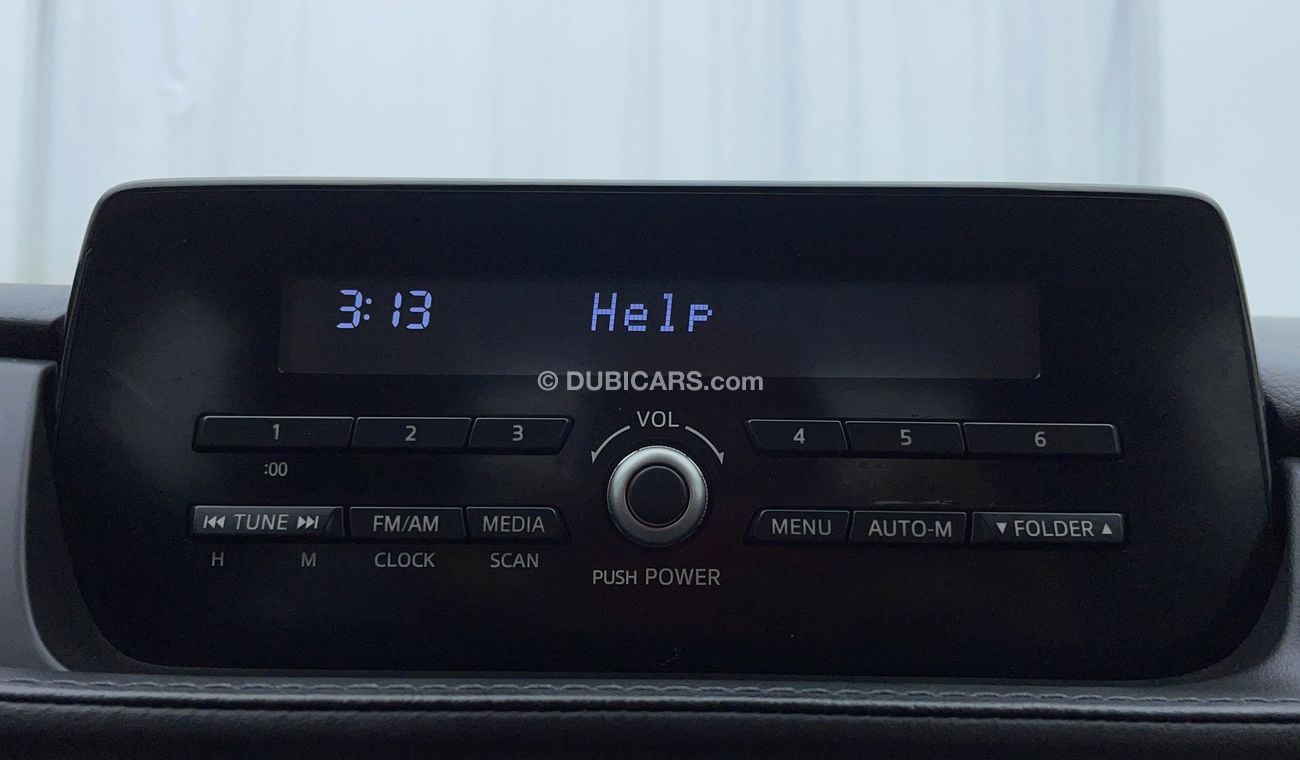 3:13 Help
© DUBICARS.com
VOL
1 2 3 4 5 6
:00
⏮ TUNE ⏭ FM/AM MEDIA MENU AUTO-M ▼ FOLDER ▲
H M CLOCK SCAN
PUSH POWER